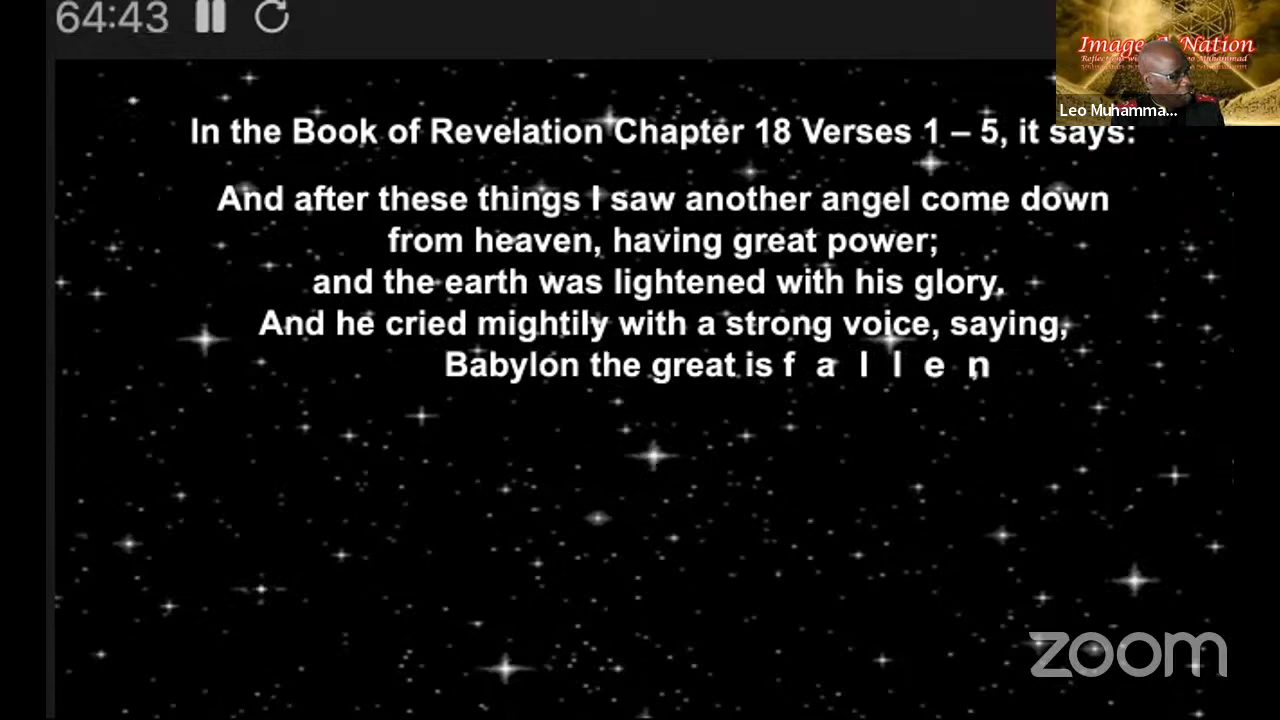 64:43
Image A Nation
Leo Muhamma...
In the Book of Revelation Chapter 18 Verses 1 – 5, it says:
And after these things I saw another angel come down
from heaven, having great power;
and the earth was lightened with his glory.
And he cried mightily with a strong voice, saying,
Babylon the great is f a l l e n
zoom